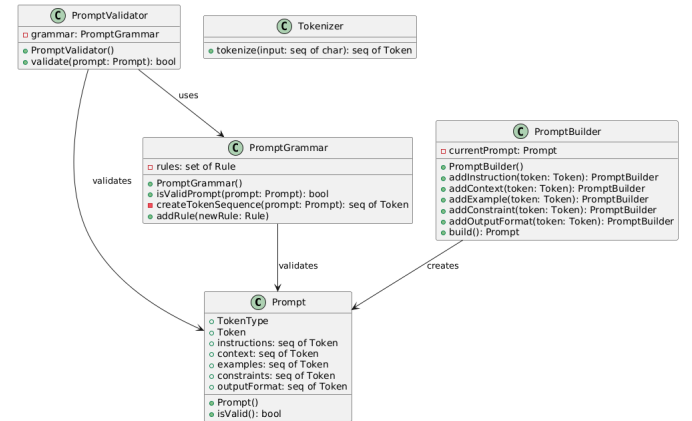 C PromptValidator
grammar: PromptGrammar
PromptValidator()
validate(prompt: Prompt): bool
C Tokenizer
tokenize(input: seq of char): seq of Token
uses
validates
C PromptGrammar
rules: set of Rule
PromptGrammar()
isValidPrompt(prompt: Prompt): bool
createTokenSequence(prompt: Prompt): seq of Token
addRule(newRule: Rule)
C PromptBuilder
currentPrompt: Prompt
PromptBuilder()
addInstruction(token: Token): PromptBuilder
addContext(token: Token): PromptBuilder
addExample(token: Token): PromptBuilder
addConstraint(token: Token): PromptBuilder
addOutputFormat(token: Token): PromptBuilder
build(): Prompt
validates
creates
C Prompt
TokenType
Token
instructions: seq of Token
context: seq of Token
examples: seq of Token
constraints: seq of Token
outputFormat: seq of Token
Prompt()
isValid(): bool